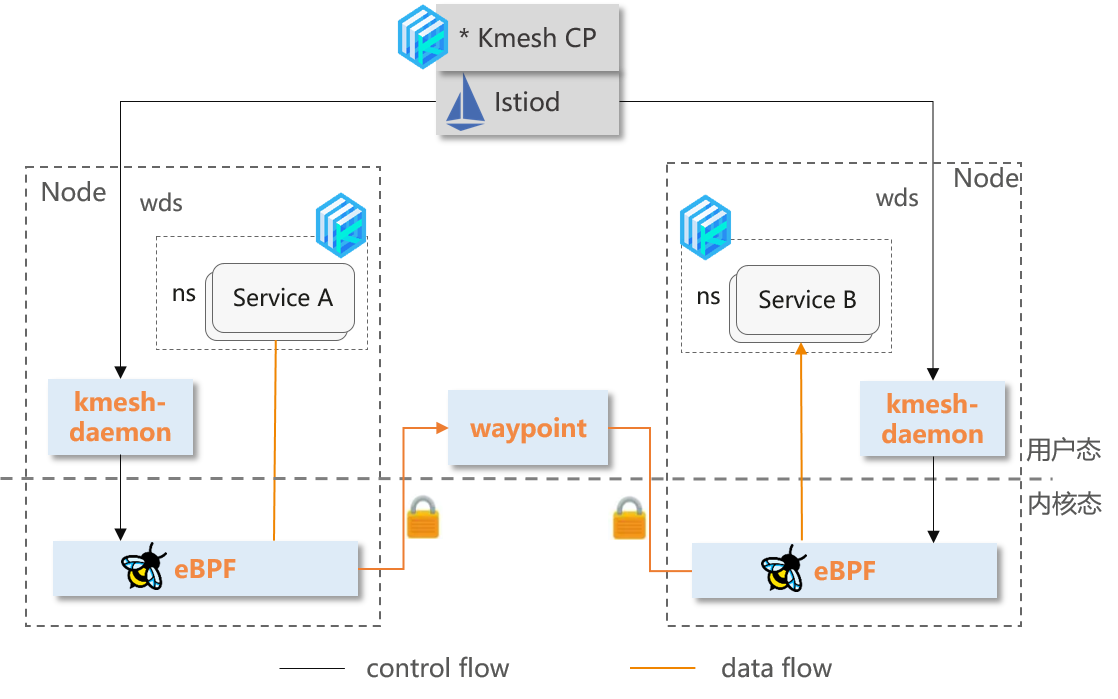 * Kmesh CP
Istiod
Node
wds
ns
Service A
kmesh-
daemon
eBPF
waypoint
Node
wds
ns
Service B
kmesh-
daemon
eBPF
用户态
内核态
control flow
data flow